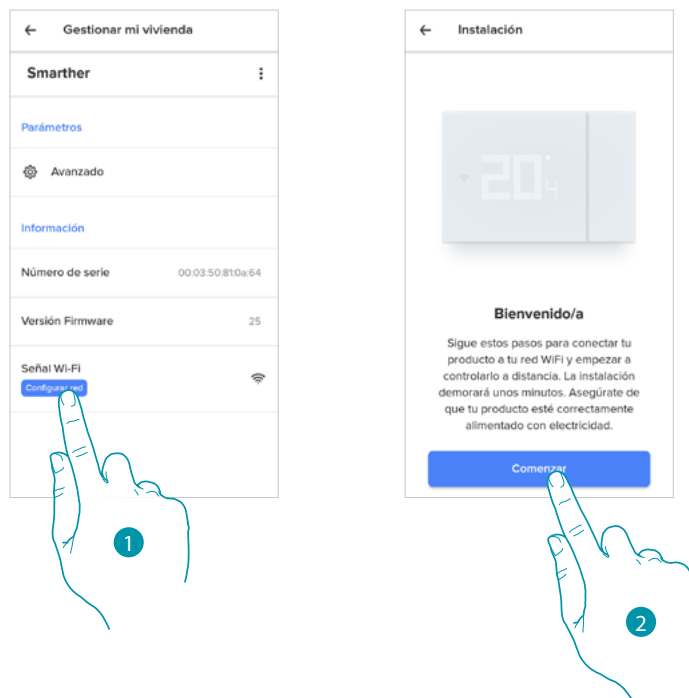 Gestionar mi vivienda
Smarther
Parámetros
Avanzado
Información
Número de serie 00:03:50:81:0a:64
Versión Firmware 25
Señal Wi-Fi
Configurar red
1
Instalación
20.4
Bienvenido/a
Sigue estos pasos para conectar tu
producto a tu red WiFi y empezar a
controlarlo a distancia. La instalación
demorará unos minutos. Asegúrate de
que tu producto esté correctamente
alimentado con electricidad.
Comenzar
2